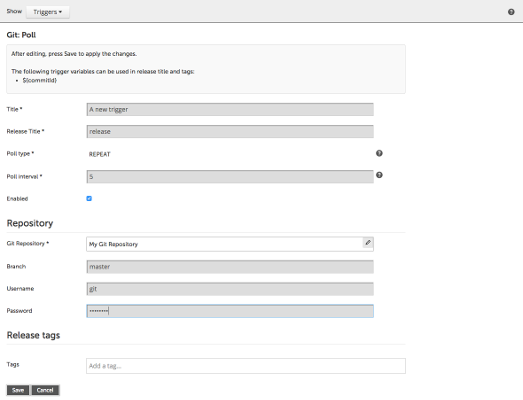 Show Triggers ▾
Git: Poll
After editing, press Save to apply the changes.
The following trigger variables can be used in release title and tags:
• ${commitId}
Title * A new trigger
Release Title * release
Poll type * REPEAT
Poll interval * 5
Enabled
Repository
Git Repository * My Git Repository
Branch master
Username git
Password ••••••••
Release tags
Tags Add a tag...
Save Cancel